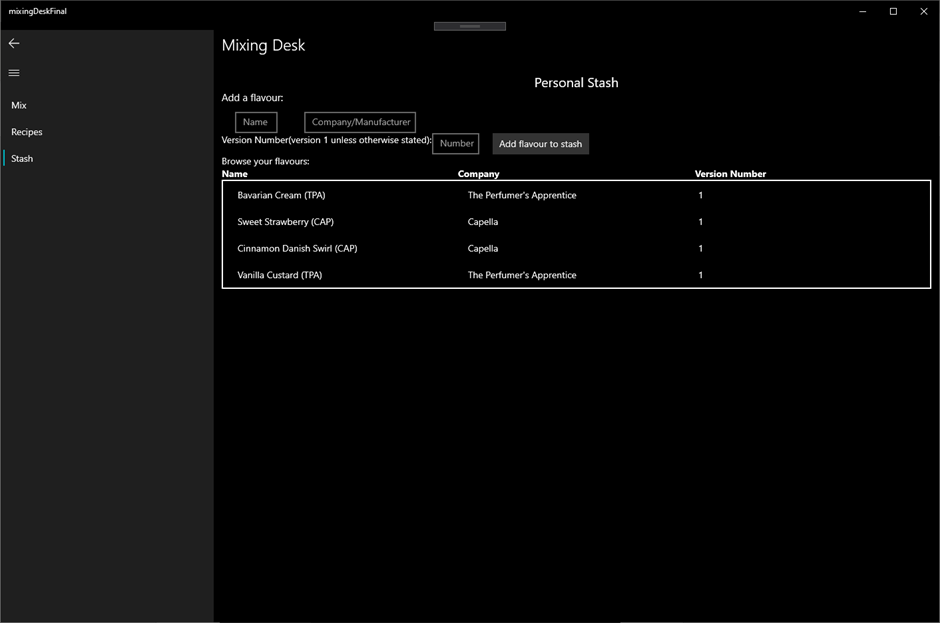 mixingDeskFinal
Mixing Desk
Mix
Recipes
Stash
Personal Stash
Add a flavour:
Name Company/Manufacturer
Version Number(version 1 unless otherwise stated): Number Add flavour to stash
Browse your flavours:
Name Company Version Number
Bavarian Cream (TPA) The Perfumer's Apprentice 1
Sweet Strawberry (CAP) Capella 1
Cinnamon Danish Swirl (CAP) Capella 1
Vanilla Custard (TPA) The Perfumer's Apprentice 1